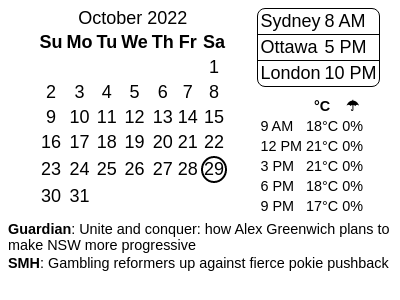 October 2022
Su Mo Tu We Th Fr Sa
1
2 3 4 5 6 7 8
9 10 11 12 13 14 15
16 17 18 19 20 21 22
23 24 25 26 27 28 29
30 31
Sydney 8 AM
Ottawa 5 PM
London 10 PM
°C ☂
9 AM 18°C 0%
12 PM 21°C 0%
3 PM 21°C 0%
6 PM 18°C 0%
9 PM 17°C 0%
Guardian: Unite and conquer: how Alex Greenwich plans to
make NSW more progressive
SMH: Gambling reformers up against fierce pokie pushback